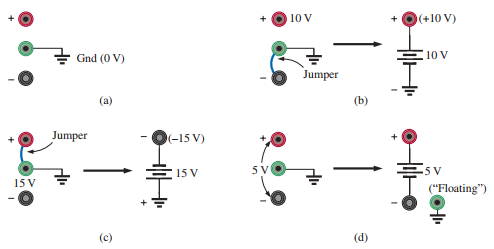 +
Gnd (0 V)
–
(a)
+ 10 V
–
Jumper
+ (+10 V)
10 V
–
(b)
+
Jumper
15 V
–
– (–15 V)
15 V
+
(c)
+
5 V
–
+
5 V
("Floating")
–
(d)